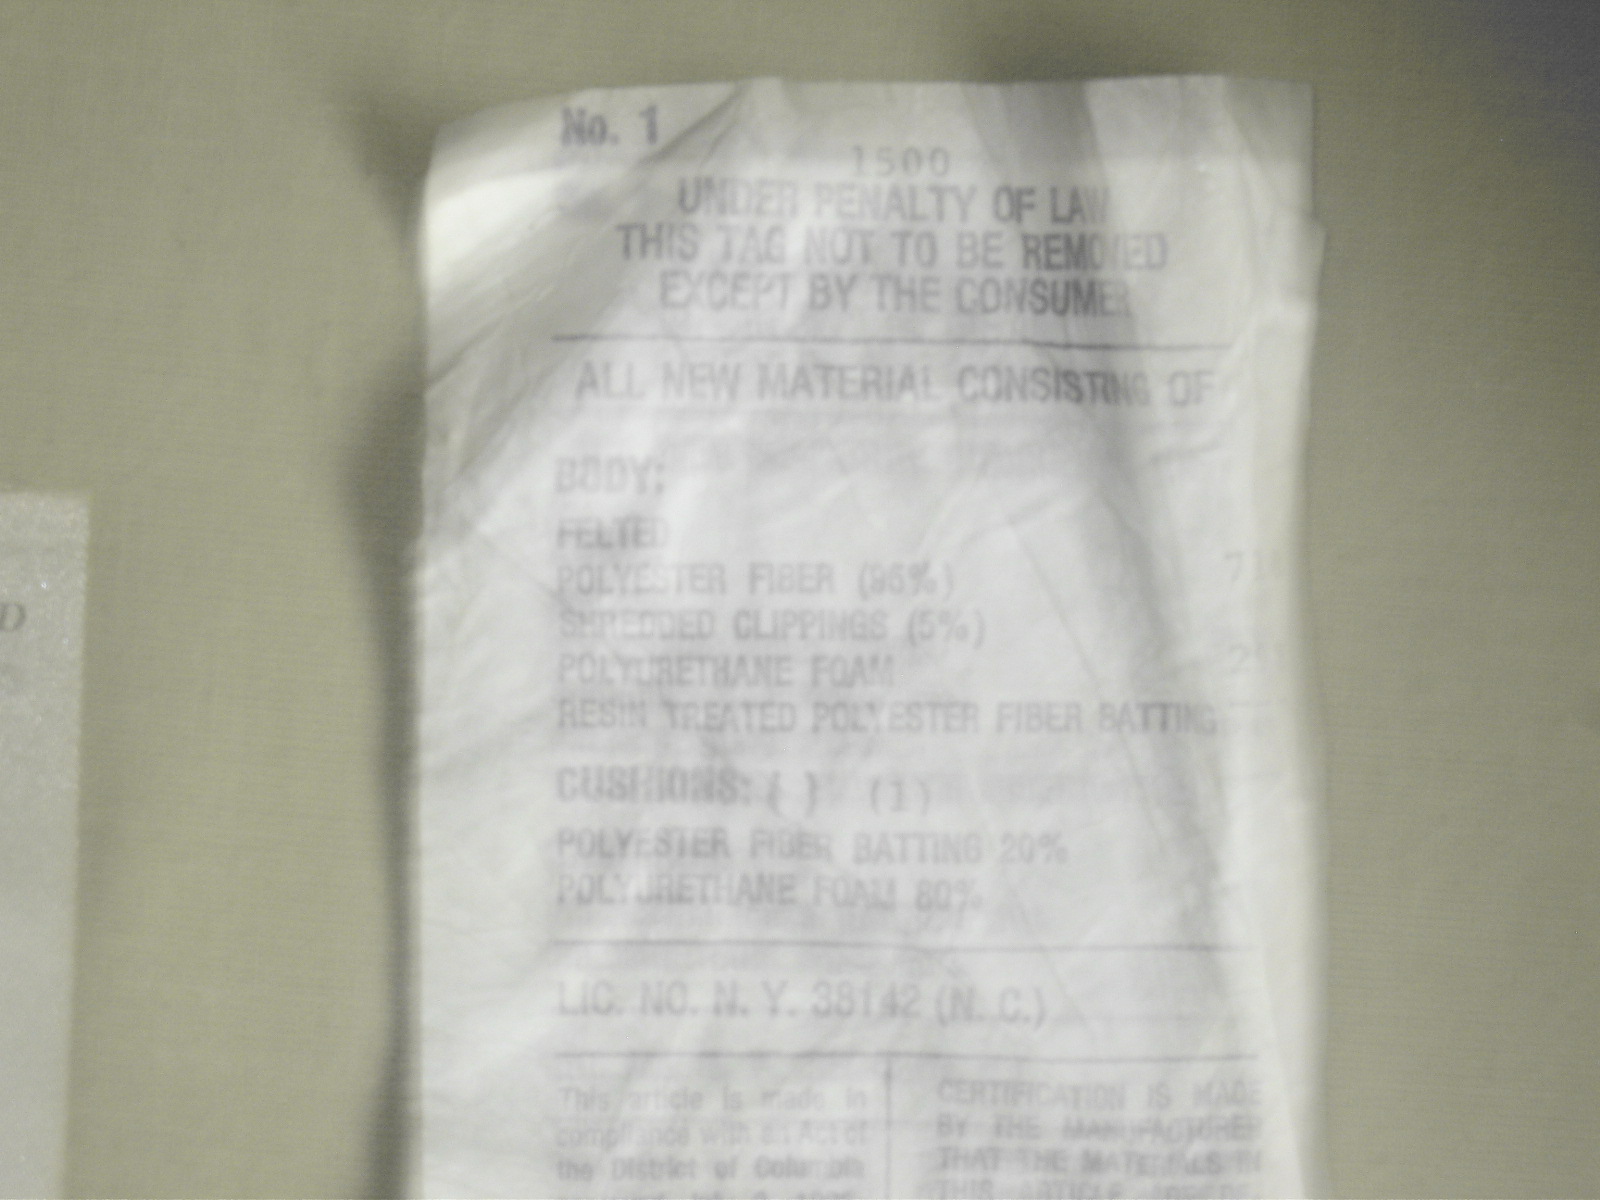 No. 1
1500
UNDER PENALTY OF LAW
THIS TAG NOT TO BE REMOVED
EXCEPT BY THE CONSUMER
ALL NEW MATERIAL CONSISTING OF
BODY:
FELTED
POLYESTER FIBER (95%)
SHREDDED CLIPPINGS (5%)
POLYURETHANE FOAM
RESIN TREATED POLYESTER FIBER BATTING
CUSHIONS: ( ) (1)
POLYESTER FIBER BATTING 20%
POLYURETHANE FOAM 80%
LIC. NO. N. Y. 38142 (N. C.)
This article is made in
compliance with an Act of
the District of Columbia
CERTIFICATION IS MADE
BY THE MANUFACTURER
THAT THE MATERIALS IN
THIS ARTICLE
D